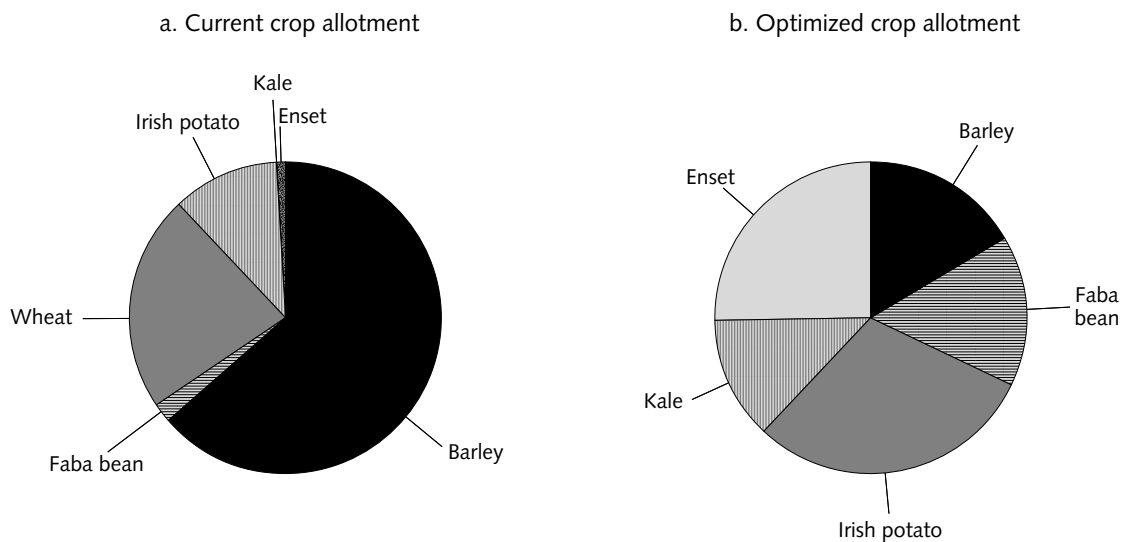 a. Current crop allotment
Kale
Enset
Irish potato
Wheat
Faba bean
Barley
b. Optimized crop allotment
Barley
Enset
Faba
bean
Kale
Irish potato